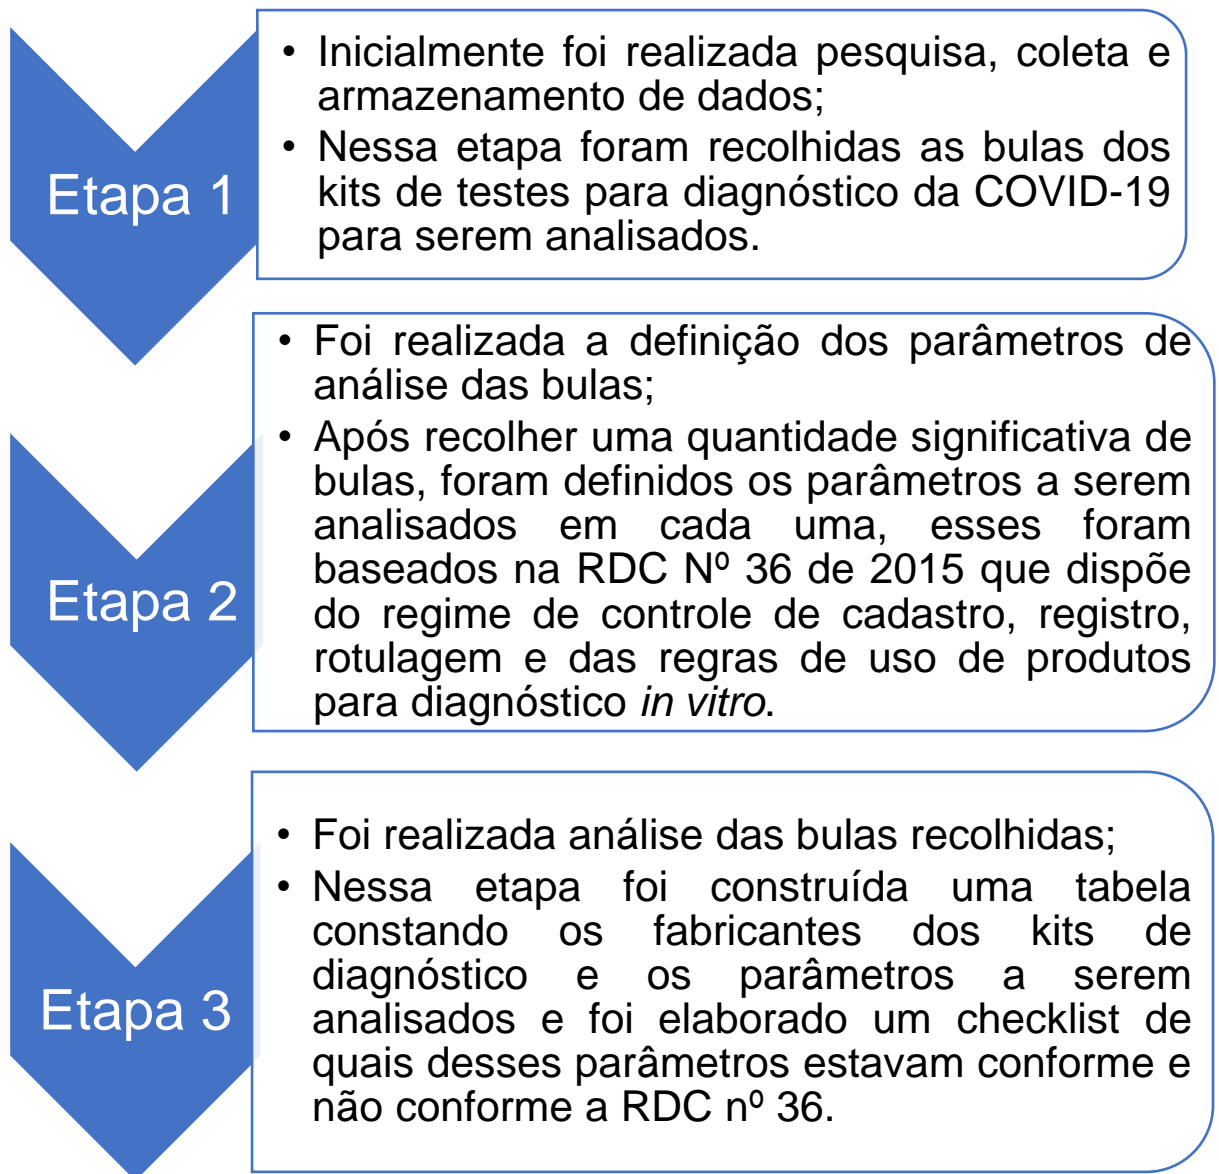 Etapa 1
• Inicialmente foi realizada pesquisa, coleta e
armazenamento de dados;
• Nessa etapa foram recolhidas as bulas dos
kits de testes para diagnóstico da COVID-19
para serem analisados.
Etapa 2
• Foi realizada a definição dos parâmetros de
análise das bulas;
• Após recolher uma quantidade significativa de
bulas, foram definidos os parâmetros a serem
analisados em cada uma, esses foram
baseados na RDC Nº 36 de 2015 que dispõe
do regime de controle de cadastro, registro,
rotulagem e das regras de uso de produtos
para diagnóstico in vitro.
Etapa 3
• Foi realizada análise das bulas recolhidas;
• Nessa etapa foi construída uma tabela
constando os fabricantes dos kits de
diagnóstico e os parâmetros a serem
analisados e foi elaborado um checklist de
quais desses parâmetros estavam conforme e
não conforme a RDC nº 36.